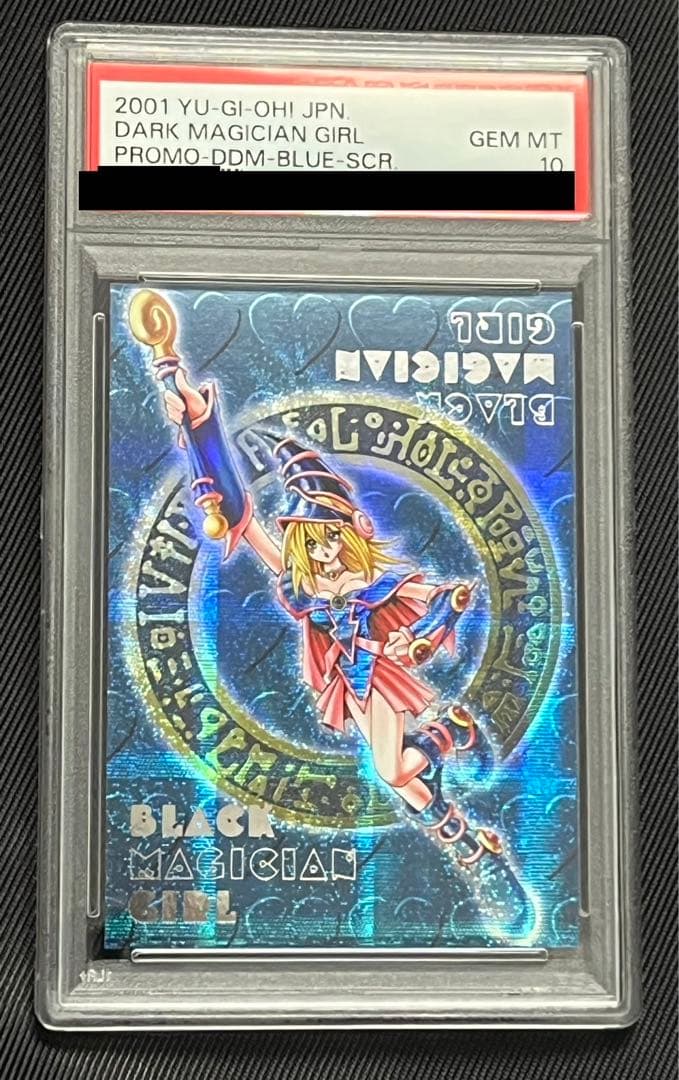 2001 YU-GI-OH! JPN.
DARK MAGICIAN GIRL
GEM MT
PROMO-DDM-BLUE-SCR.
10
BLACK
MAGICIAN
GIRL
BLACK
MAGICIAN
GIRL